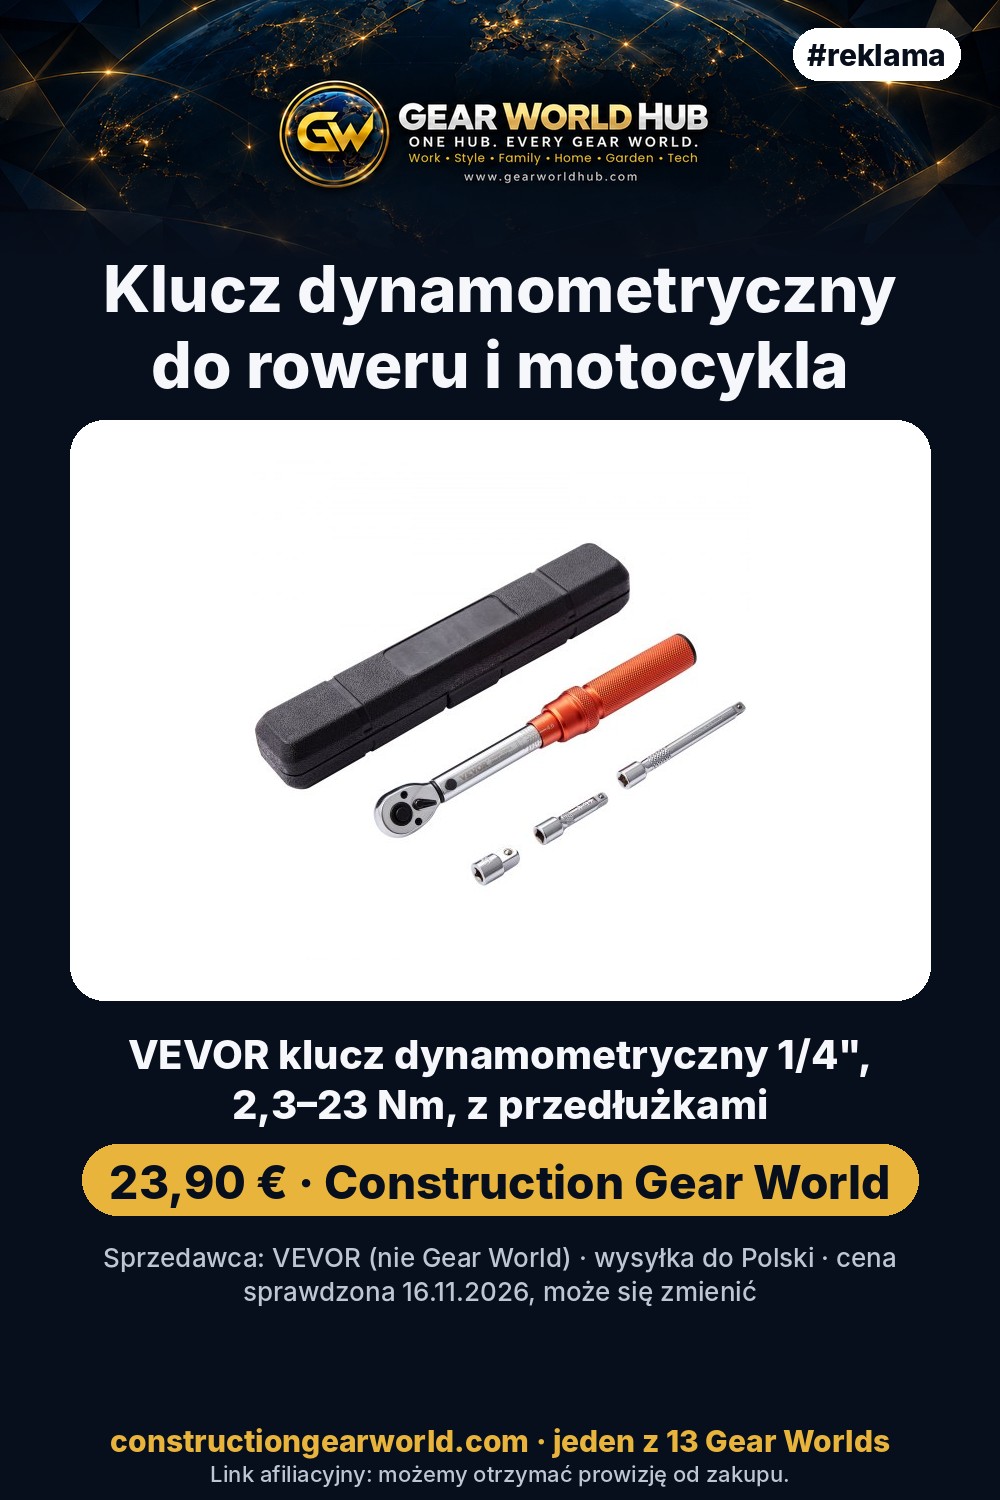 #reklama
GW
GEAR WORLD HUB
ONE HUB. EVERY GEAR WORLD.
Work • Style • Family • Home • Garden • Tech
www.gearworldhub.com
Klucz dynamometryczny
do roweru i motocykla
VEVOR klucz dynamometryczny 1/4",
2,3–23 Nm, z przedłużkami
23,90 € · Construction Gear World
Sprzedawca: VEVOR (nie Gear World) · wysyłka do Polski · cena
sprawdzona 16.11.2026, może się zmienić
constructiongearworld.com · jeden z 13 Gear Worlds
Link afiliacyjny: możemy otrzymać prowizję od zakupu.